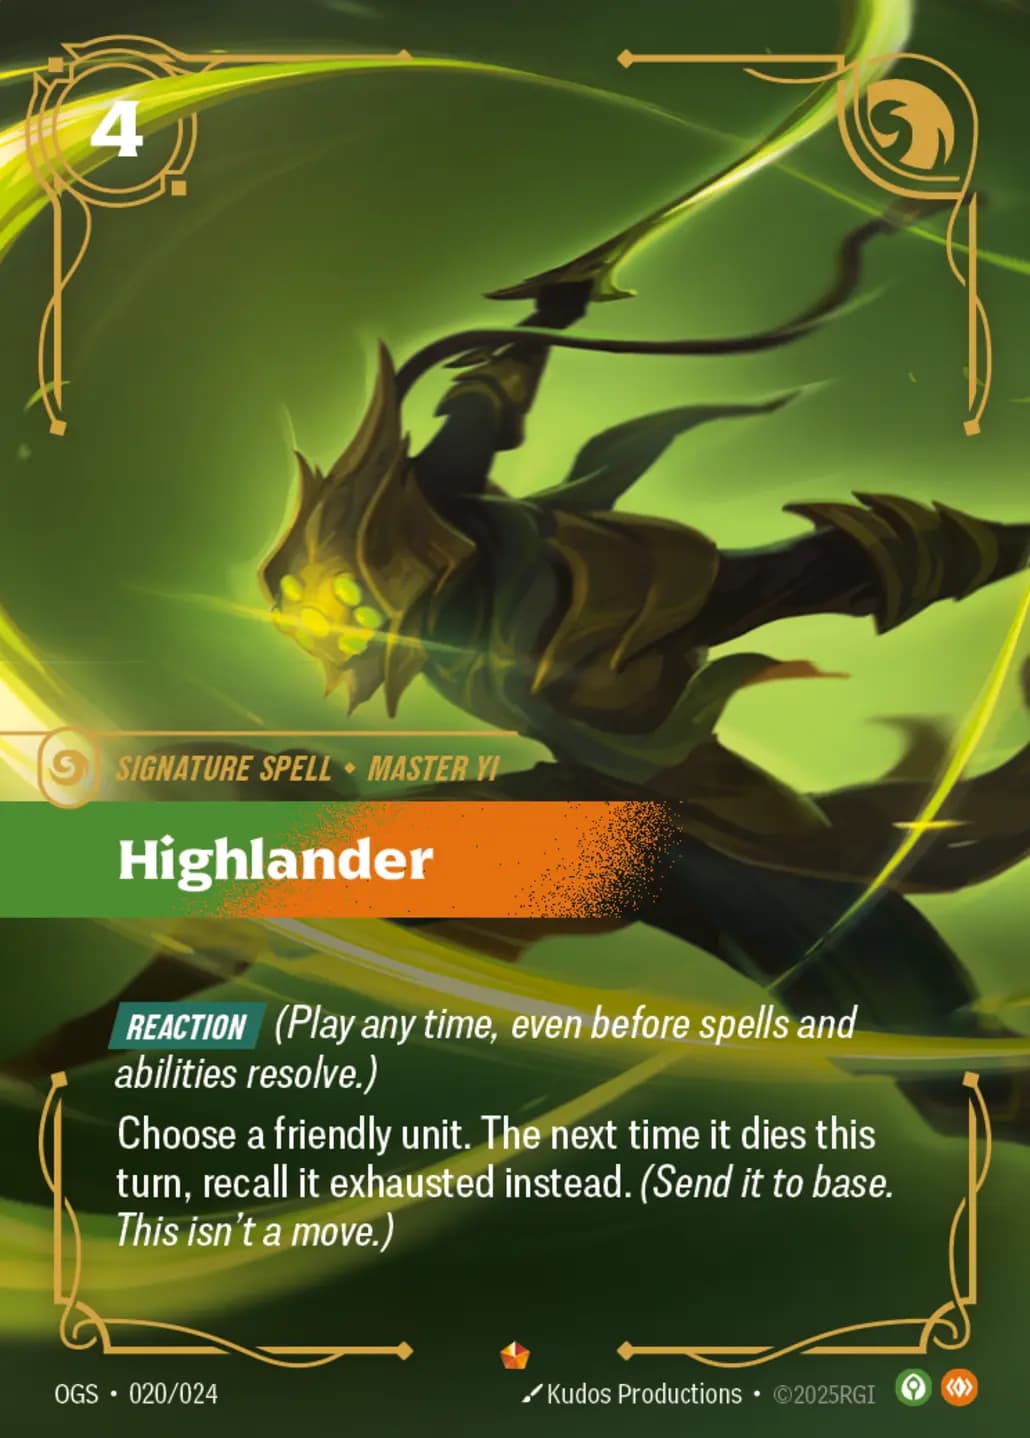 4
SIGNATURE SPELL • MASTER YI
Highlander
REACTION (Play any time, even before spells and
abilities resolve.)
Choose a friendly unit. The next time it dies this
turn, recall it exhausted instead. (Send it to base.
This isn't a move.)
OGS • 020/024
Kudos Productions • ©2025RGI